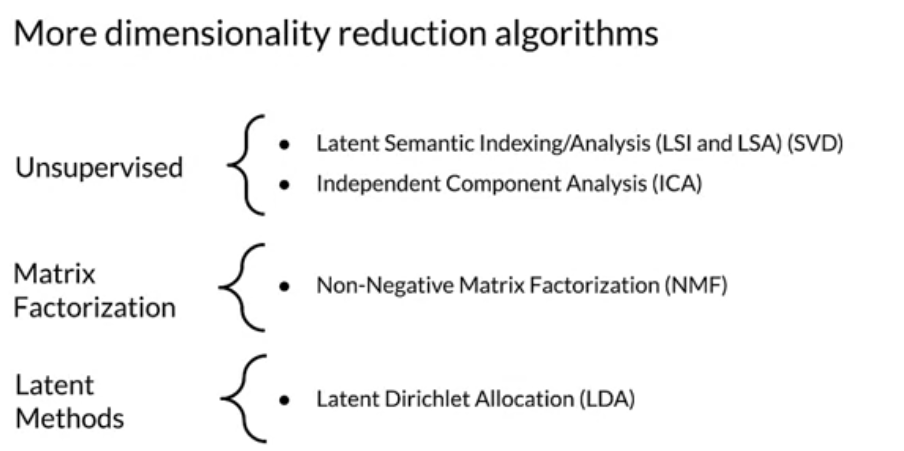 More dimensionality reduction algorithms
Unsupervised
• Latent Semantic Indexing/Analysis (LSI and LSA) (SVD)
• Independent Component Analysis (ICA)
Matrix
Factorization
• Non-Negative Matrix Factorization (NMF)
Latent
Methods
• Latent Dirichlet Allocation (LDA)